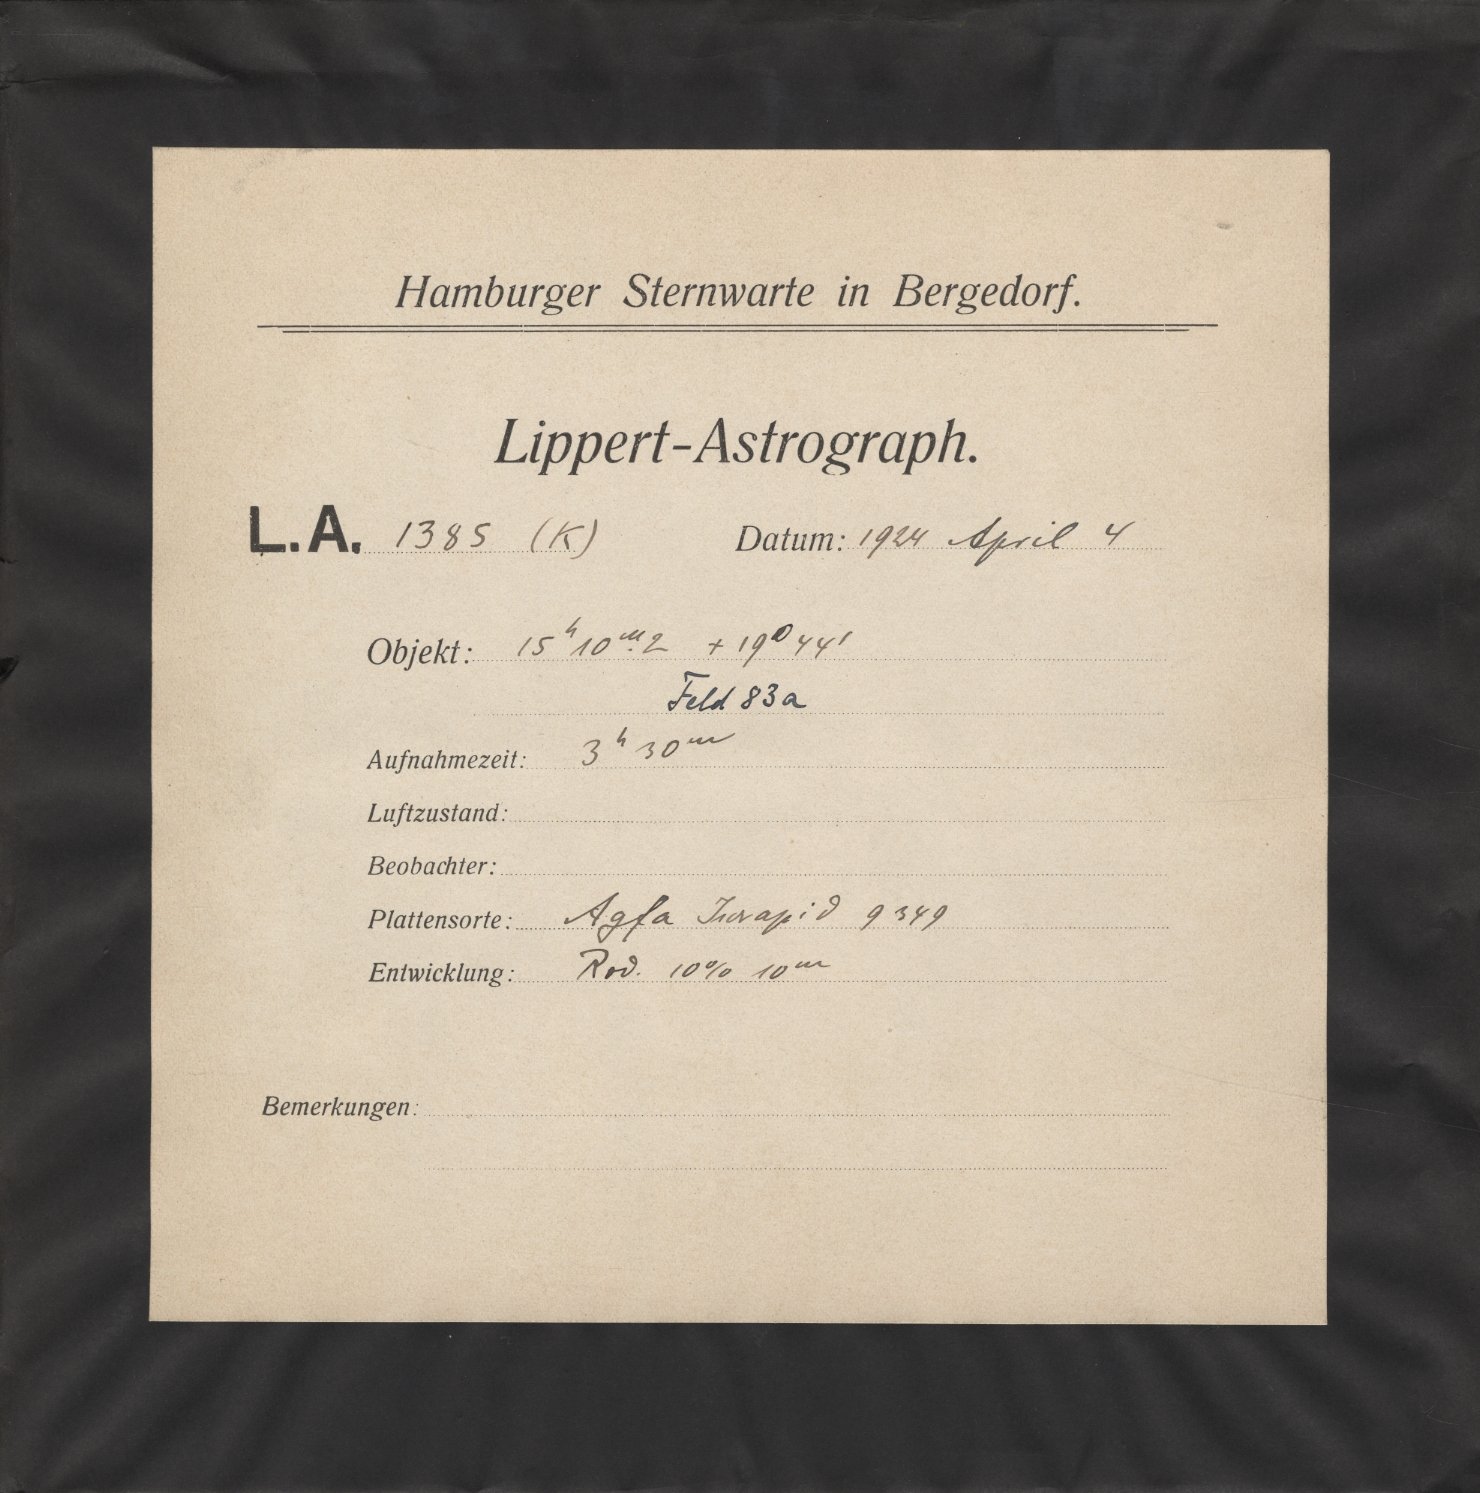 Hamburger Sternwarte in Bergedorf.
Lippert-Astrograph.
L.A. 1385 (K) Datum: 1924 April 4
Objekt: 15ʰ 10ᵐ.2 + 19° 44'
Feld 83a
Aufnahmezeit: 3ʰ 30ᵐ
Luftzustand:
Beobachter:
Plattensorte: Agfa 9349
Entwicklung: Rod. 10% 10ᵐ
Bemerkungen: